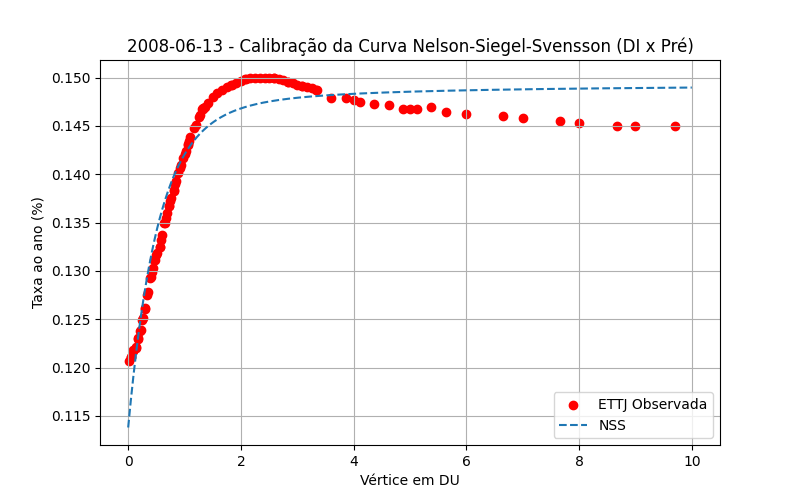 2008-06-13 - Calibração da Curva Nelson-Siegel-Svensson (DI x Pré)
Taxa ao ano (%)
0.150
0.145
0.140
0.135
0.130
0.125
0.120
0.115
ETTJ Observada
NSS
0 2 4 6 8 10
Vértice em DU